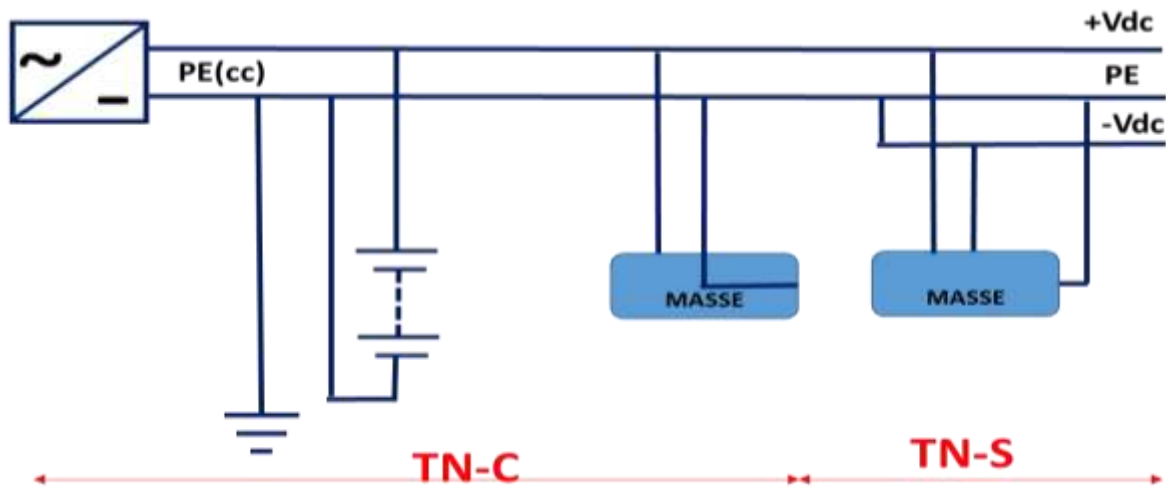 +Vdc
PE(cc)
PE
-Vdc
MASSE
MASSE
TN-C
TN-S